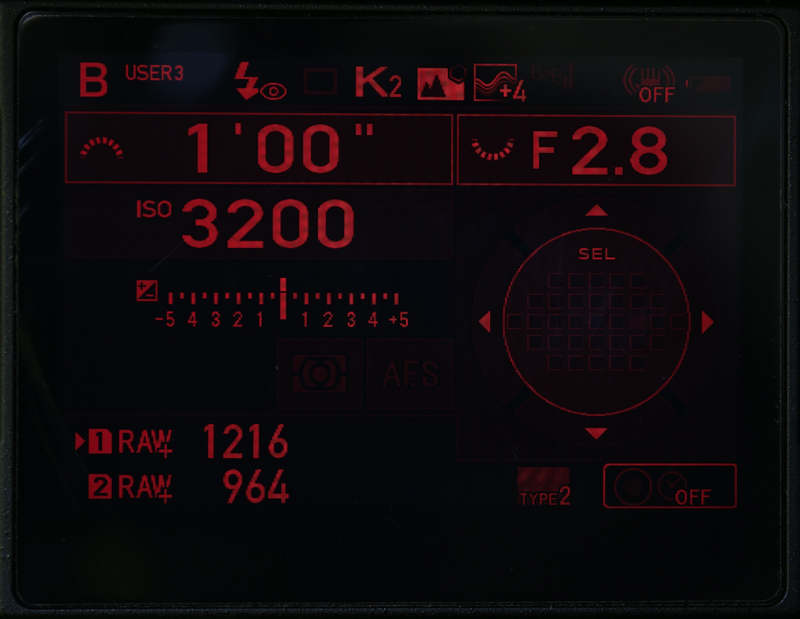 B USER3 K2 +4 OFF
1'00" F2.8
ISO 3200
SEL
-5 4 3 2 1 1 2 3 4 +5
AF.S
1 RAW+ 1216
2 RAW+ 964
TYPE2 OFF